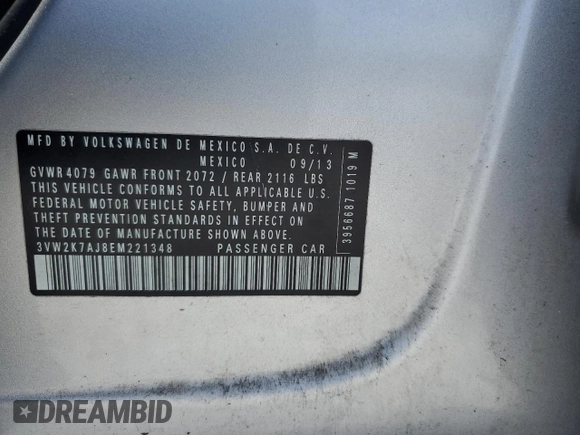 MFD BY VOLKSWAGEN DE MEXICO S.A. DE C.V.
MEXICO 09/13
GVWR 4079 GAWR FRONT 2072 / REAR 2116 LBS
THIS VEHICLE CONFORMS TO ALL APPLICABLE U.S.
FEDERAL MOTOR VEHICLE SAFETY, BUMPER AND
THEFT PREVENTION STANDARDS IN EFFECT ON
THE DATE OF MANUFACTURE SHOWN ABOVE.
3VW2K7AJ8EM221348 PASSENGER CAR
3956687 1019 M
DREAMBID